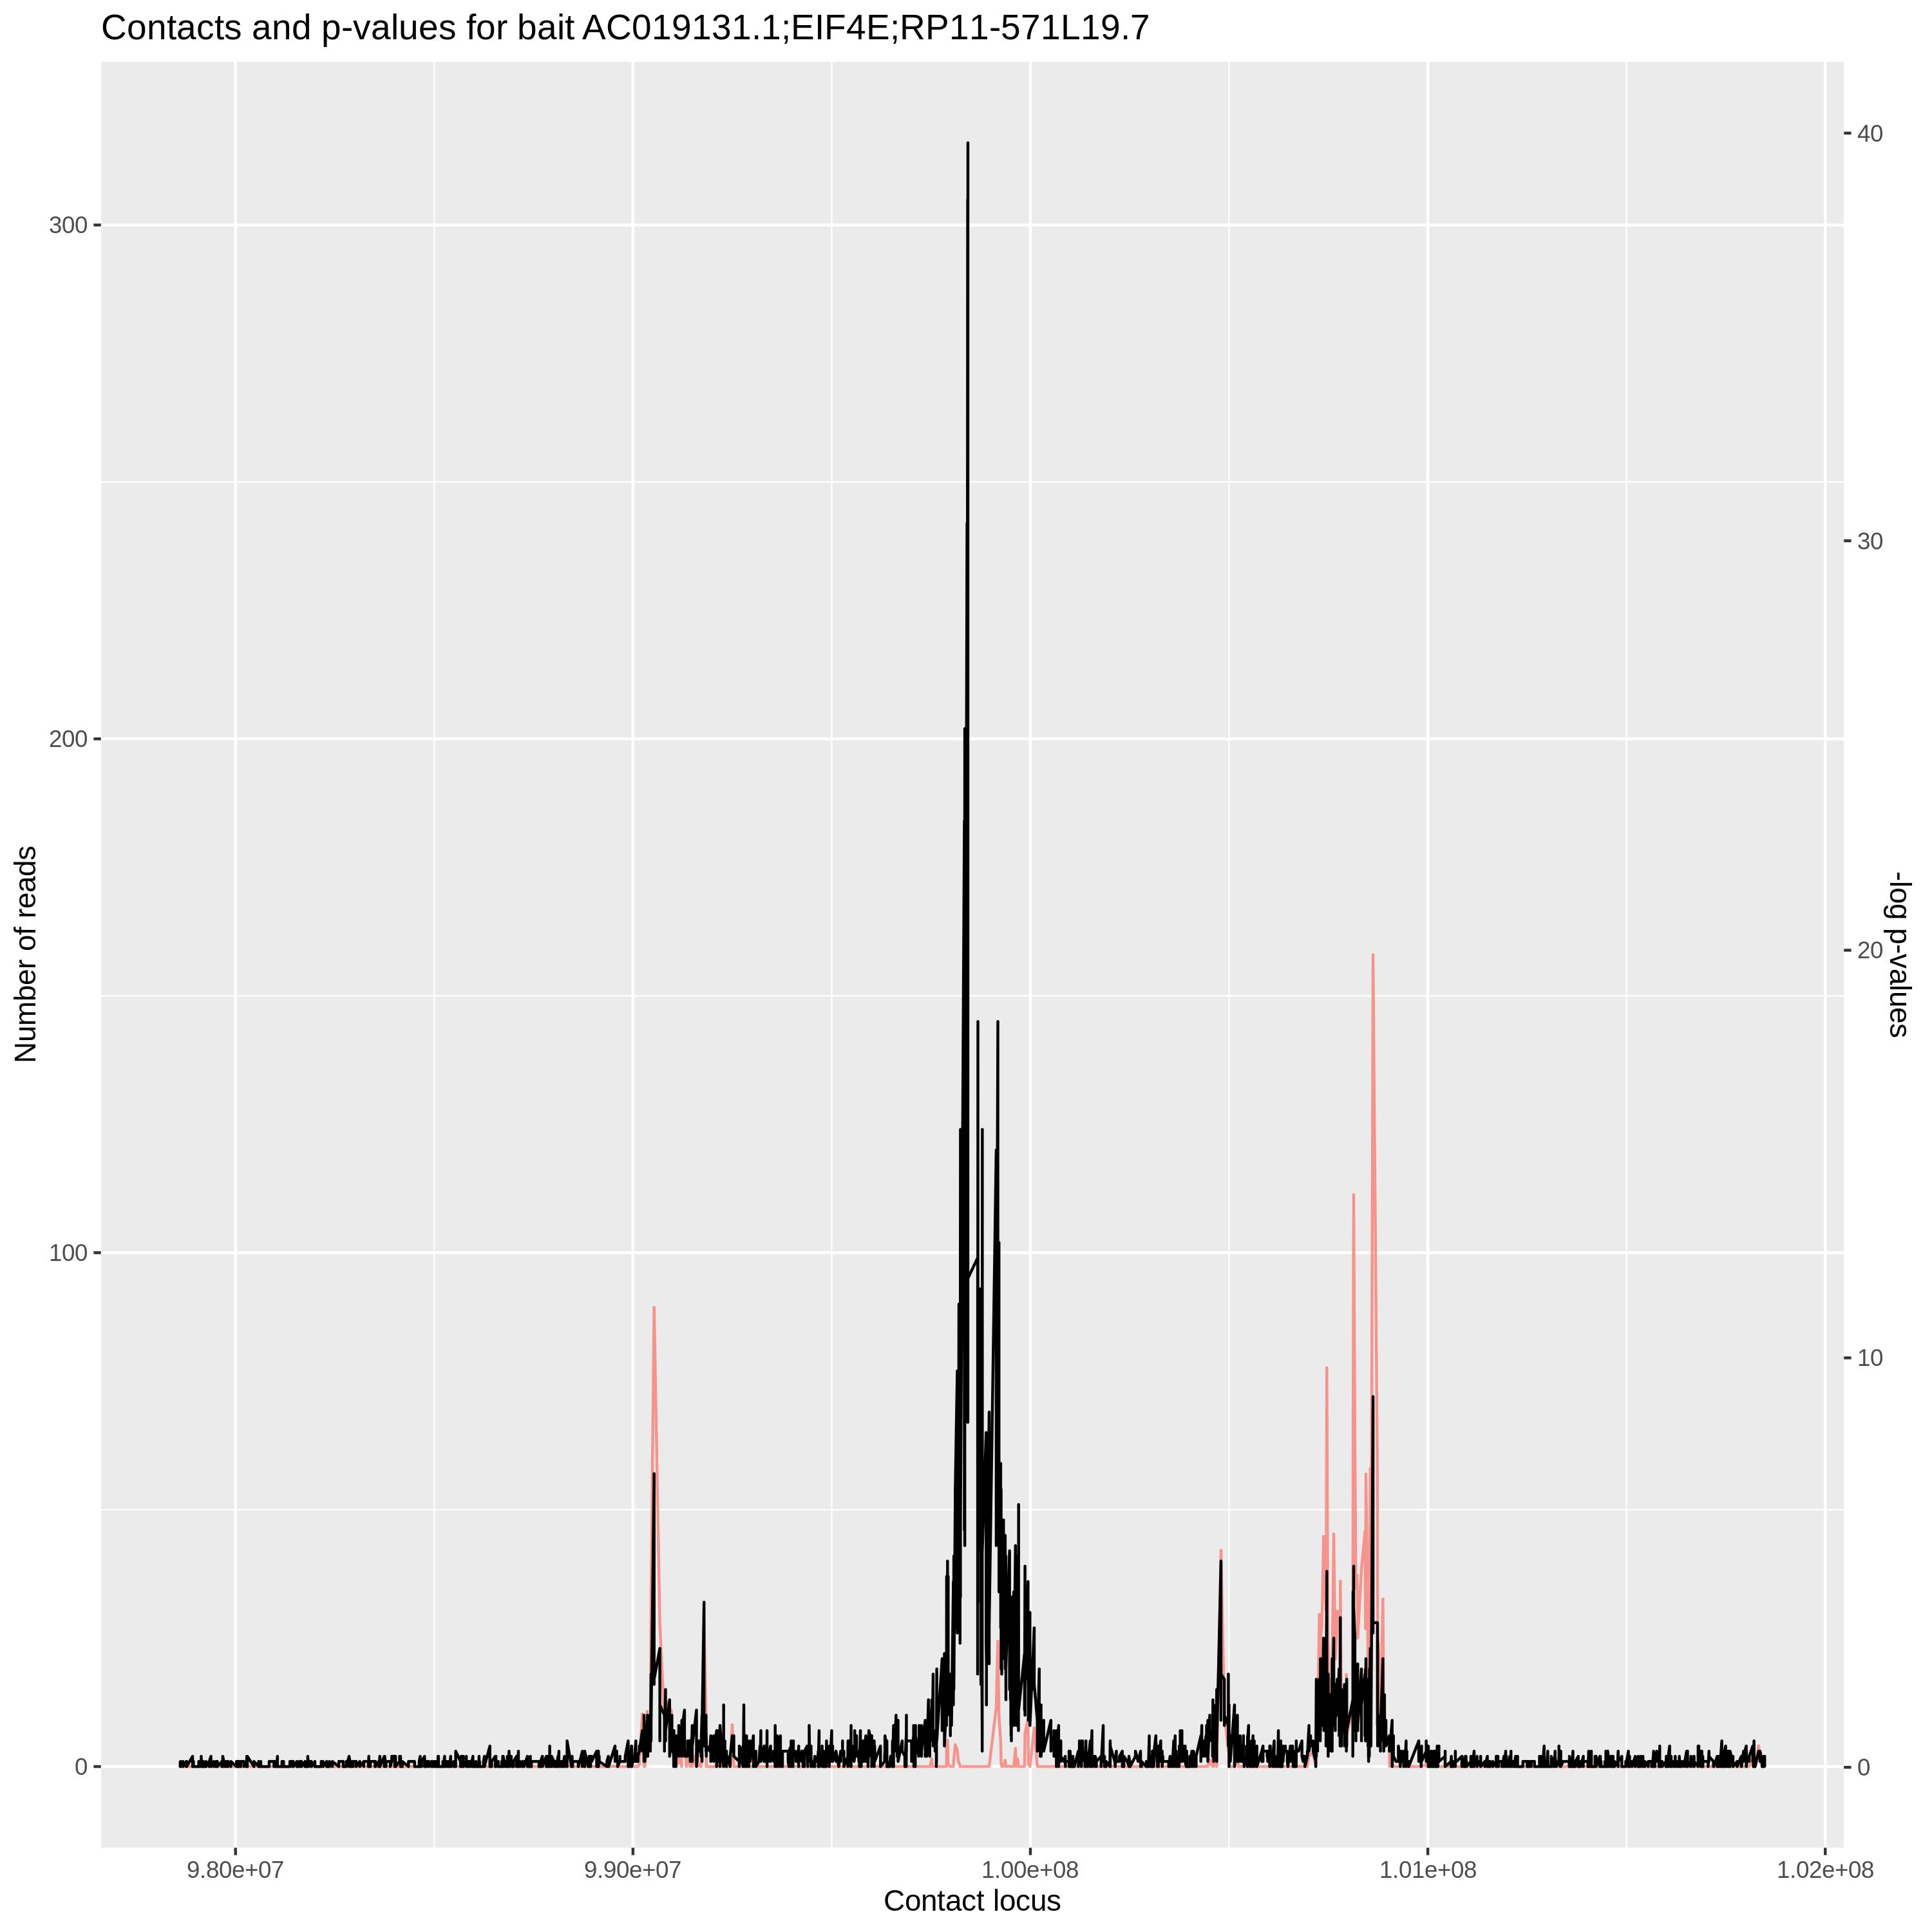 Contacts and p-values for bait AC019131.1;EIF4E;RP11-571L19.7
Number of reads
300
200
100
0
40
30
20
10
0
-log p-values
9.80e+07 9.90e+07 1.00e+08 1.01e+08 1.02e+08
Contact locus